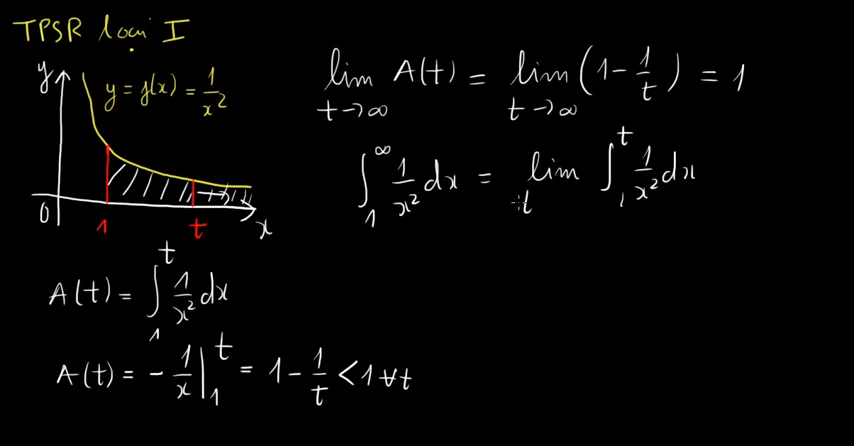 TPSR loại I
y
y = f(x) = 1/x²
0
1
t
x
A(t) = ∫₁ᵗ 1/x² dx
A(t) = -1/x |₁ᵗ = 1 - 1/t < 1 ∀t
lim t→∞ A(t) = lim t→∞ (1 - 1/t) = 1
∫₁^∞ 1/x² dx = lim t ∫₁ᵗ 1/x² dx